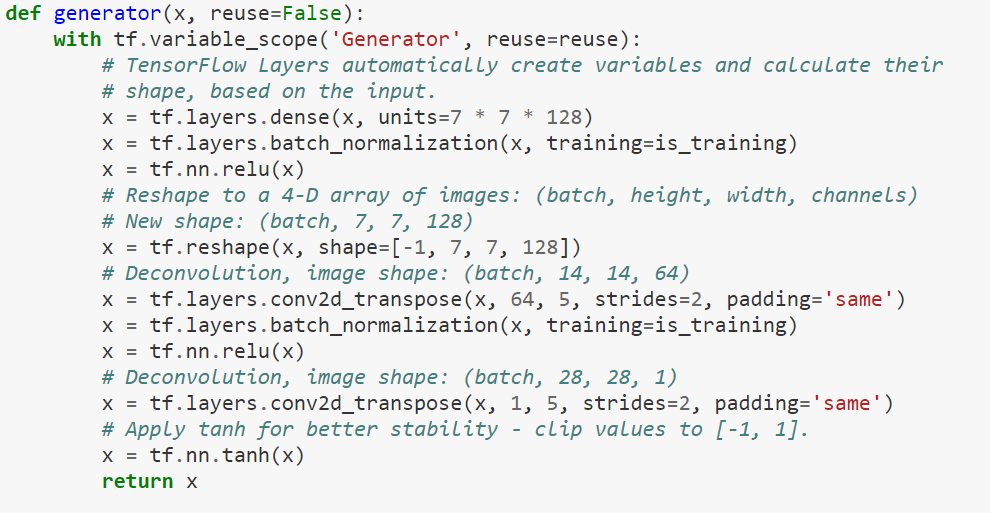 def generator(x, reuse=False):
    with tf.variable_scope('Generator', reuse=reuse):
        # TensorFlow Layers automatically create variables and calculate their
        # shape, based on the input.
        x = tf.layers.dense(x, units=7 * 7 * 128)
        x = tf.layers.batch_normalization(x, training=is_training)
        x = tf.nn.relu(x)
        # Reshape to a 4-D array of images: (batch, height, width, channels)
        # New shape: (batch, 7, 7, 128)
        x = tf.reshape(x, shape=[-1, 7, 7, 128])
        # Deconvolution, image shape: (batch, 14, 14, 64)
        x = tf.layers.conv2d_transpose(x, 64, 5, strides=2, padding='same')
        x = tf.layers.batch_normalization(x, training=is_training)
        x = tf.nn.relu(x)
        # Deconvolution, image shape: (batch, 28, 28, 1)
        x = tf.layers.conv2d_transpose(x, 1, 5, strides=2, padding='same')
        # Apply tanh for better stability - clip values to [-1, 1].
        x = tf.nn.tanh(x)
        return x